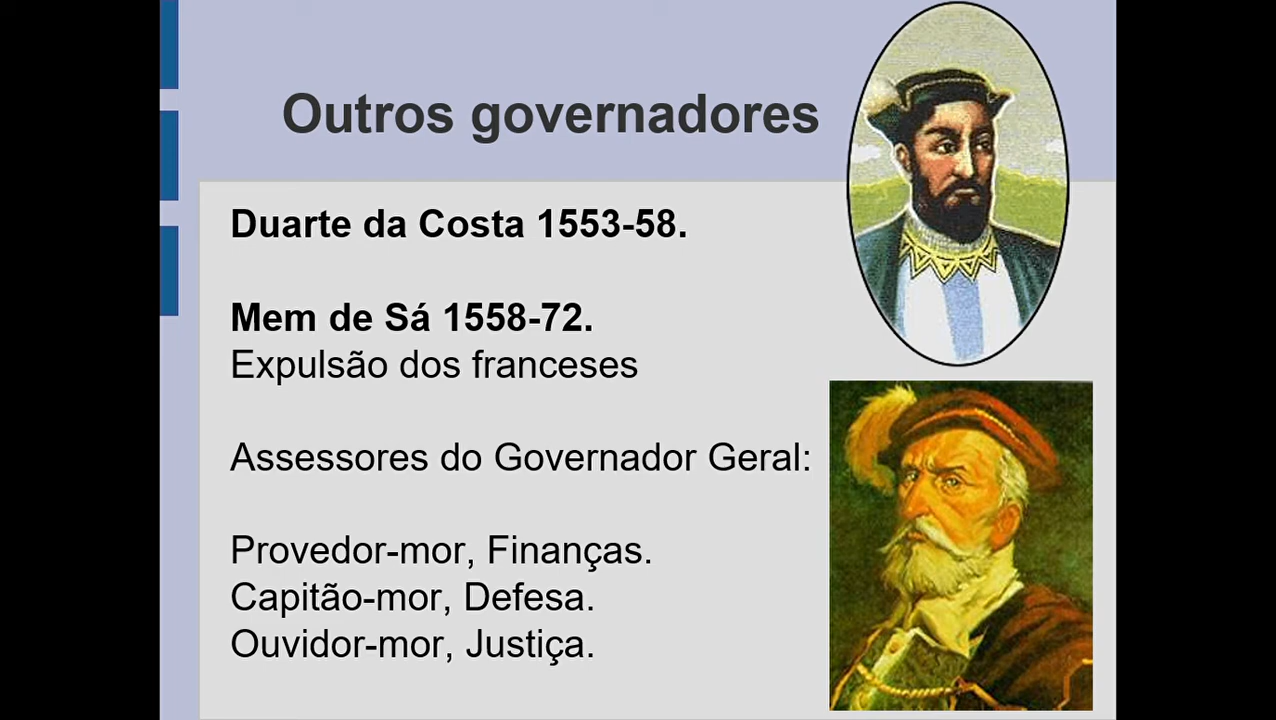 Outros governadores
Duarte da Costa 1553-58.
Mem de Sá 1558-72.
Expulsão dos franceses
Assessores do Governador Geral:
Provedor-mor, Finanças.
Capitão-mor, Defesa.
Ouvidor-mor, Justiça.